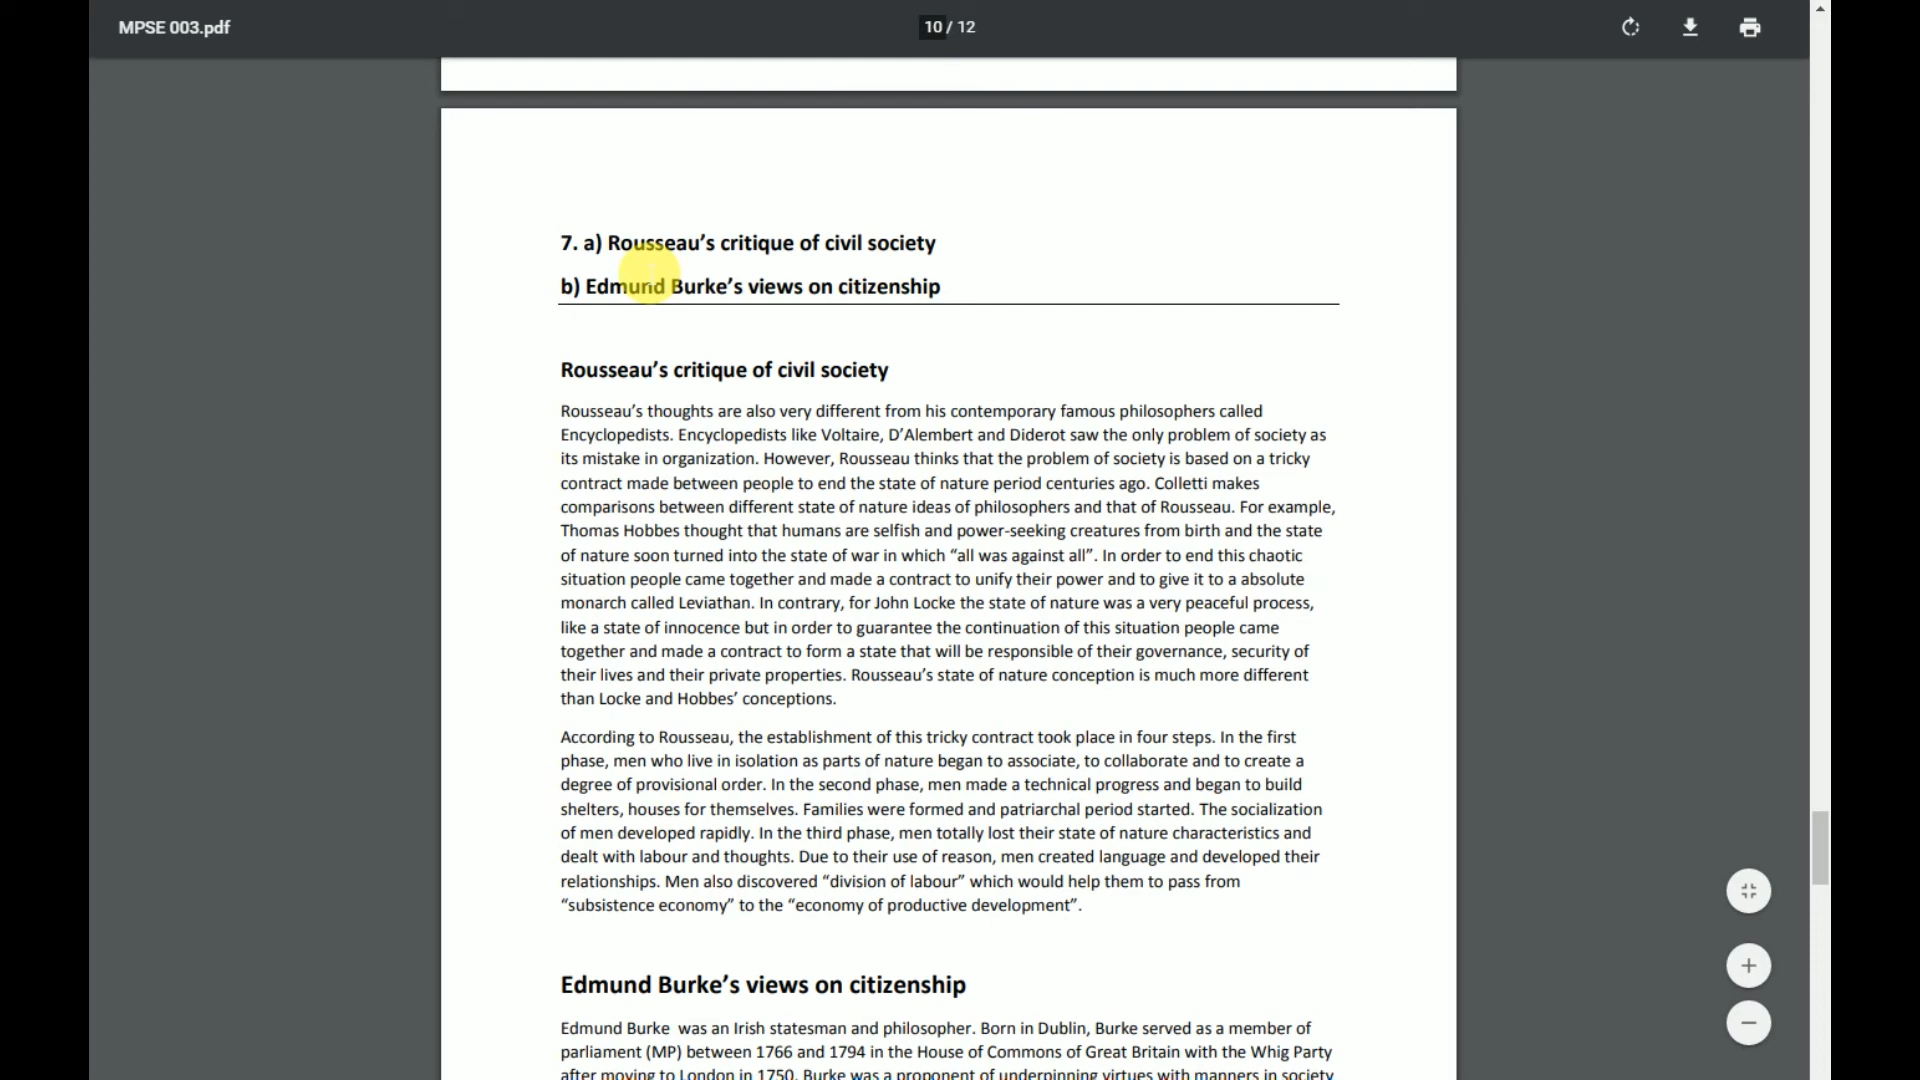 MPSE 003.pdf
10 / 12
7. a) Rousseau’s critique of civil society
b) Edmund Burke’s views on citizenship
Rousseau’s critique of civil society
Rousseau’s thoughts are also very different from his contemporary famous philosophers called
Encyclopedists. Encyclopedists like Voltaire, D’Alembert and Diderot saw the only problem of society as
its mistake in organization. However, Rousseau thinks that the problem of society is based on a tricky
contract made between people to end the state of nature period centuries ago. Colletti makes
comparisons between different state of nature ideas of philosophers and that of Rousseau. For example,
Thomas Hobbes thought that humans are selfish and power-seeking creatures from birth and the state
of nature soon turned into the state of war in which “all was against all”. In order to end this chaotic
situation people came together and made a contract to unify their power and to give it to a absolute
monarch called Leviathan. In contrary, for John Locke the state of nature was a very peaceful process,
like a state of innocence but in order to guarantee the continuation of this situation people came
together and made a contract to form a state that will be responsible of their governance, security of
their lives and their private properties. Rousseau’s state of nature conception is much more different
than Locke and Hobbes’ conceptions.
According to Rousseau, the establishment of this tricky contract took place in four steps. In the first
phase, men who live in isolation as parts of nature began to associate, to collaborate and to create a
degree of provisional order. In the second phase, men made a technical progress and began to build
shelters, houses for themselves. Families were formed and patriarchal period started. The socialization
of men developed rapidly. In the third phase, men totally lost their state of nature characteristics and
dealt with labour and thoughts. Due to their use of reason, men created language and developed their
relationships. Men also discovered “division of labour” which would help them to pass from
“subsistence economy” to the “economy of productive development”.
Edmund Burke’s views on citizenship
Edmund Burke was an Irish statesman and philosopher. Born in Dublin, Burke served as a member of
parliament (MP) between 1766 and 1794 in the House of Commons of Great Britain with the Whig Party
after moving to London in 1750. Burke was a proponent of underpinning virtues with manners in society